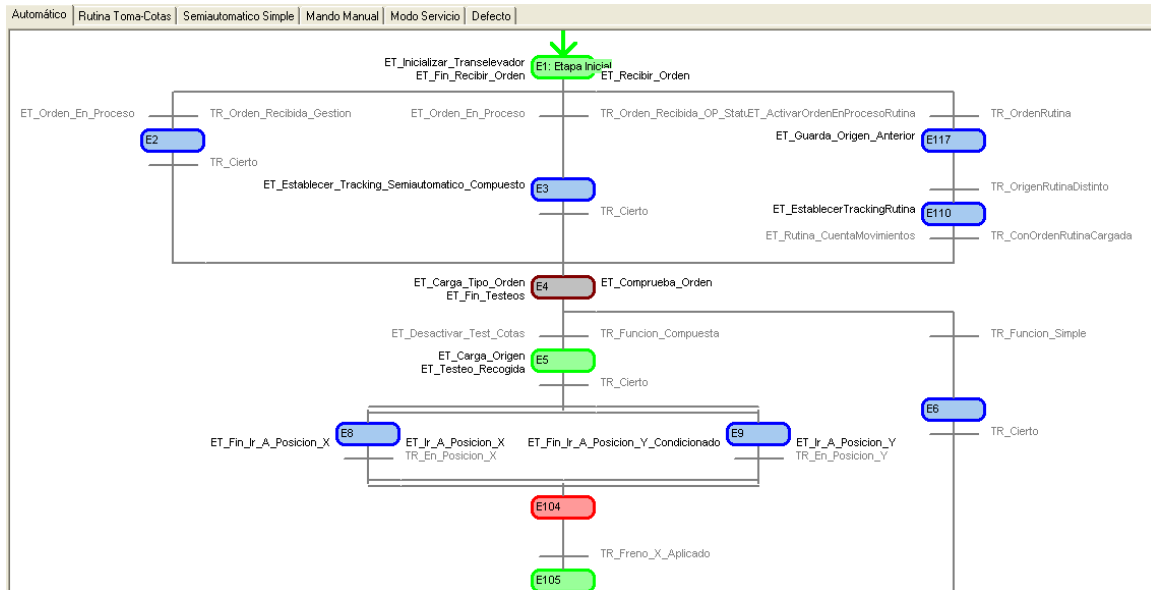 Automático Rutina Toma-Cotas Semiautomatico Simple Mando Manual Modo Servicio Defecto
ET_Inicializar_Transelevador
ET_Fin_Recibir_Orden
E1: Etapa Inicial
ET_Recibir_Orden
ET_Orden_En_Proceso TR_Orden_Recibida_Gestion ET_Orden_En_Proceso TR_Orden_Recibida_OP_Statu ET_ActivarOrdenEnProcesoRutina TR_OrdenRutina
E2 ET_Guarda_Origen_Anterior E117
TR_Cierto
ET_Establecer_Tracking_Semiautomatico_Compuesto E3 TR_OrigenRutinaDistinto
TR_Cierto ET_EstablecerTrackingRutina E110
ET_Rutina_CuentaMovimientos TR_ConOrdenRutinaCargada
ET_Carga_Tipo_Orden
ET_Fin_Testeos
E4 ET_Comprueba_Orden
ET_Desactivar_Test_Cotas TR_Funcion_Compuesta TR_Funcion_Simple
ET_Carga_Origen
ET_Testeo_Recogida
E5
TR_Cierto
E6
TR_Cierto
ET_Fin_Ir_A_Posicion_X E8 ET_Ir_A_Posicion_X ET_Fin_Ir_A_Posicion_Y_Condicionado E9 ET_Ir_A_Posicion_Y
TR_En_Posicion_X TR_En_Posicion_Y
E104
TR_Freno_X_Aplicado
E105